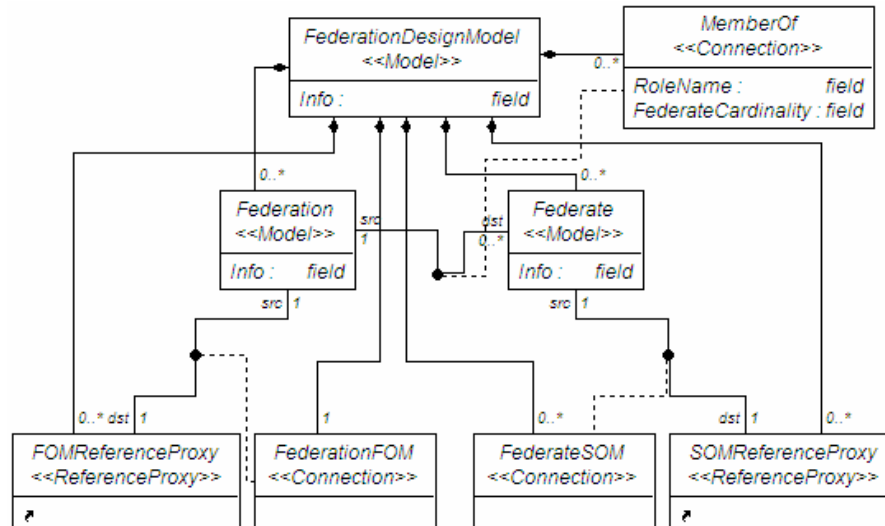 FederationDesignModel
<<Model>>
Info : field
MemberOf
<<Connection>>
RoleName : field
FederateCardinality : field
0..*
0..*
0..*
Federation
<<Model>>
Info : field
src
1
dst
0..*
Federate
<<Model>>
Info : field
src 1
src 1
0..* dst 1
1
0..*
dst 1
0..*
FOMReferenceProxy
<<ReferenceProxy>>
FederationFOM
<<Connection>>
FederateSOM
<<Connection>>
SOMReferenceProxy
<<ReferenceProxy>>